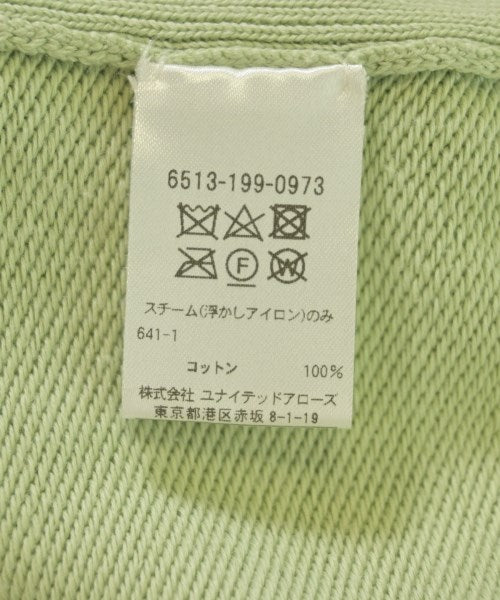 6513-199-0973
F W
スチーム(浮かしアイロン)のみ
641-1
コットン 100%
株式会社 ユナイテッドアローズ
東京都港区赤坂 8-1-19